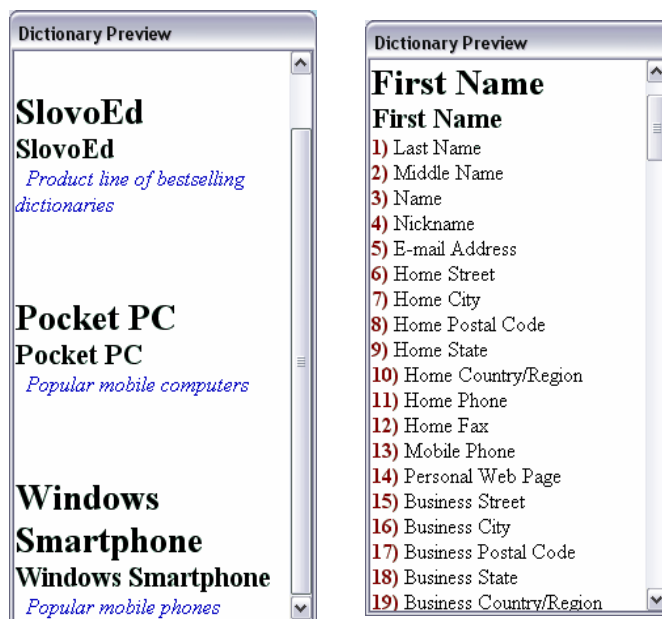 Dictionary Preview
SlovoEd
SlovoEd
Product line of bestselling
dictionaries
Pocket PC
Pocket PC
Popular mobile computers
Windows
Smartphone
Windows Smartphone
Popular mobile phones
Dictionary Preview
First Name
First Name
1) Last Name
2) Middle Name
3) Name
4) Nickname
5) E-mail Address
6) Home Street
7) Home City
8) Home Postal Code
9) Home State
10) Home Country/Region
11) Home Phone
12) Home Fax
13) Mobile Phone
14) Personal Web Page
15) Business Street
16) Business City
17) Business Postal Code
18) Business State
19) Business Country/Region